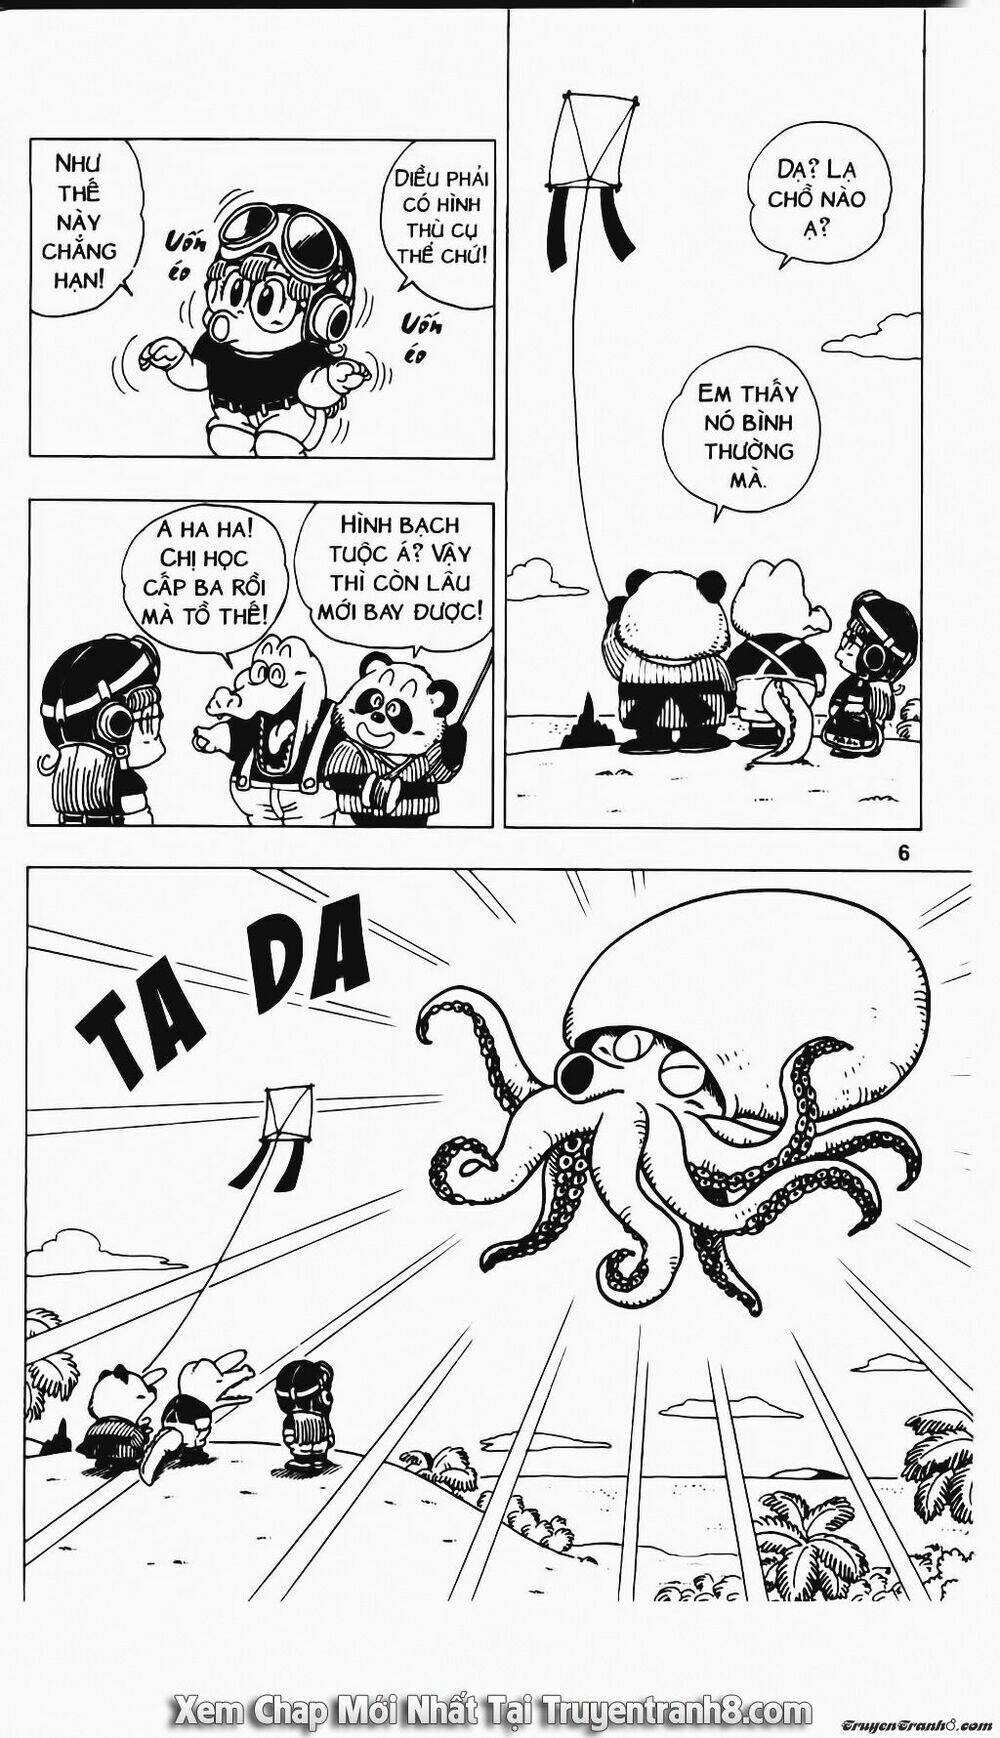 DẠ? LẠ
CHỒ NÀO
Ạ?
EM THẤY
NÓ BÌNH
THƯỜNG
MÀ.
DIỀU PHẢI
CÓ HÌNH
THÙ CỤ
THỂ CHỨ!
NHƯ
THẾ
NÀY
CHẲNG
HẠN!
Uốn
éo
Uốn
éo
HÌNH BẠCH
TUỘC Á? VẬY
THÌ CÒN LÂU
MỚI BAY ĐƯỢC!
A HA HA!
CHỊ HỌC
CẤP BA RỒI
MÀ TỒ THẾ!
6
TA DA
Xem Chap Mới Nhất Tại Truyentranh8.com
TruyenTranh8.com